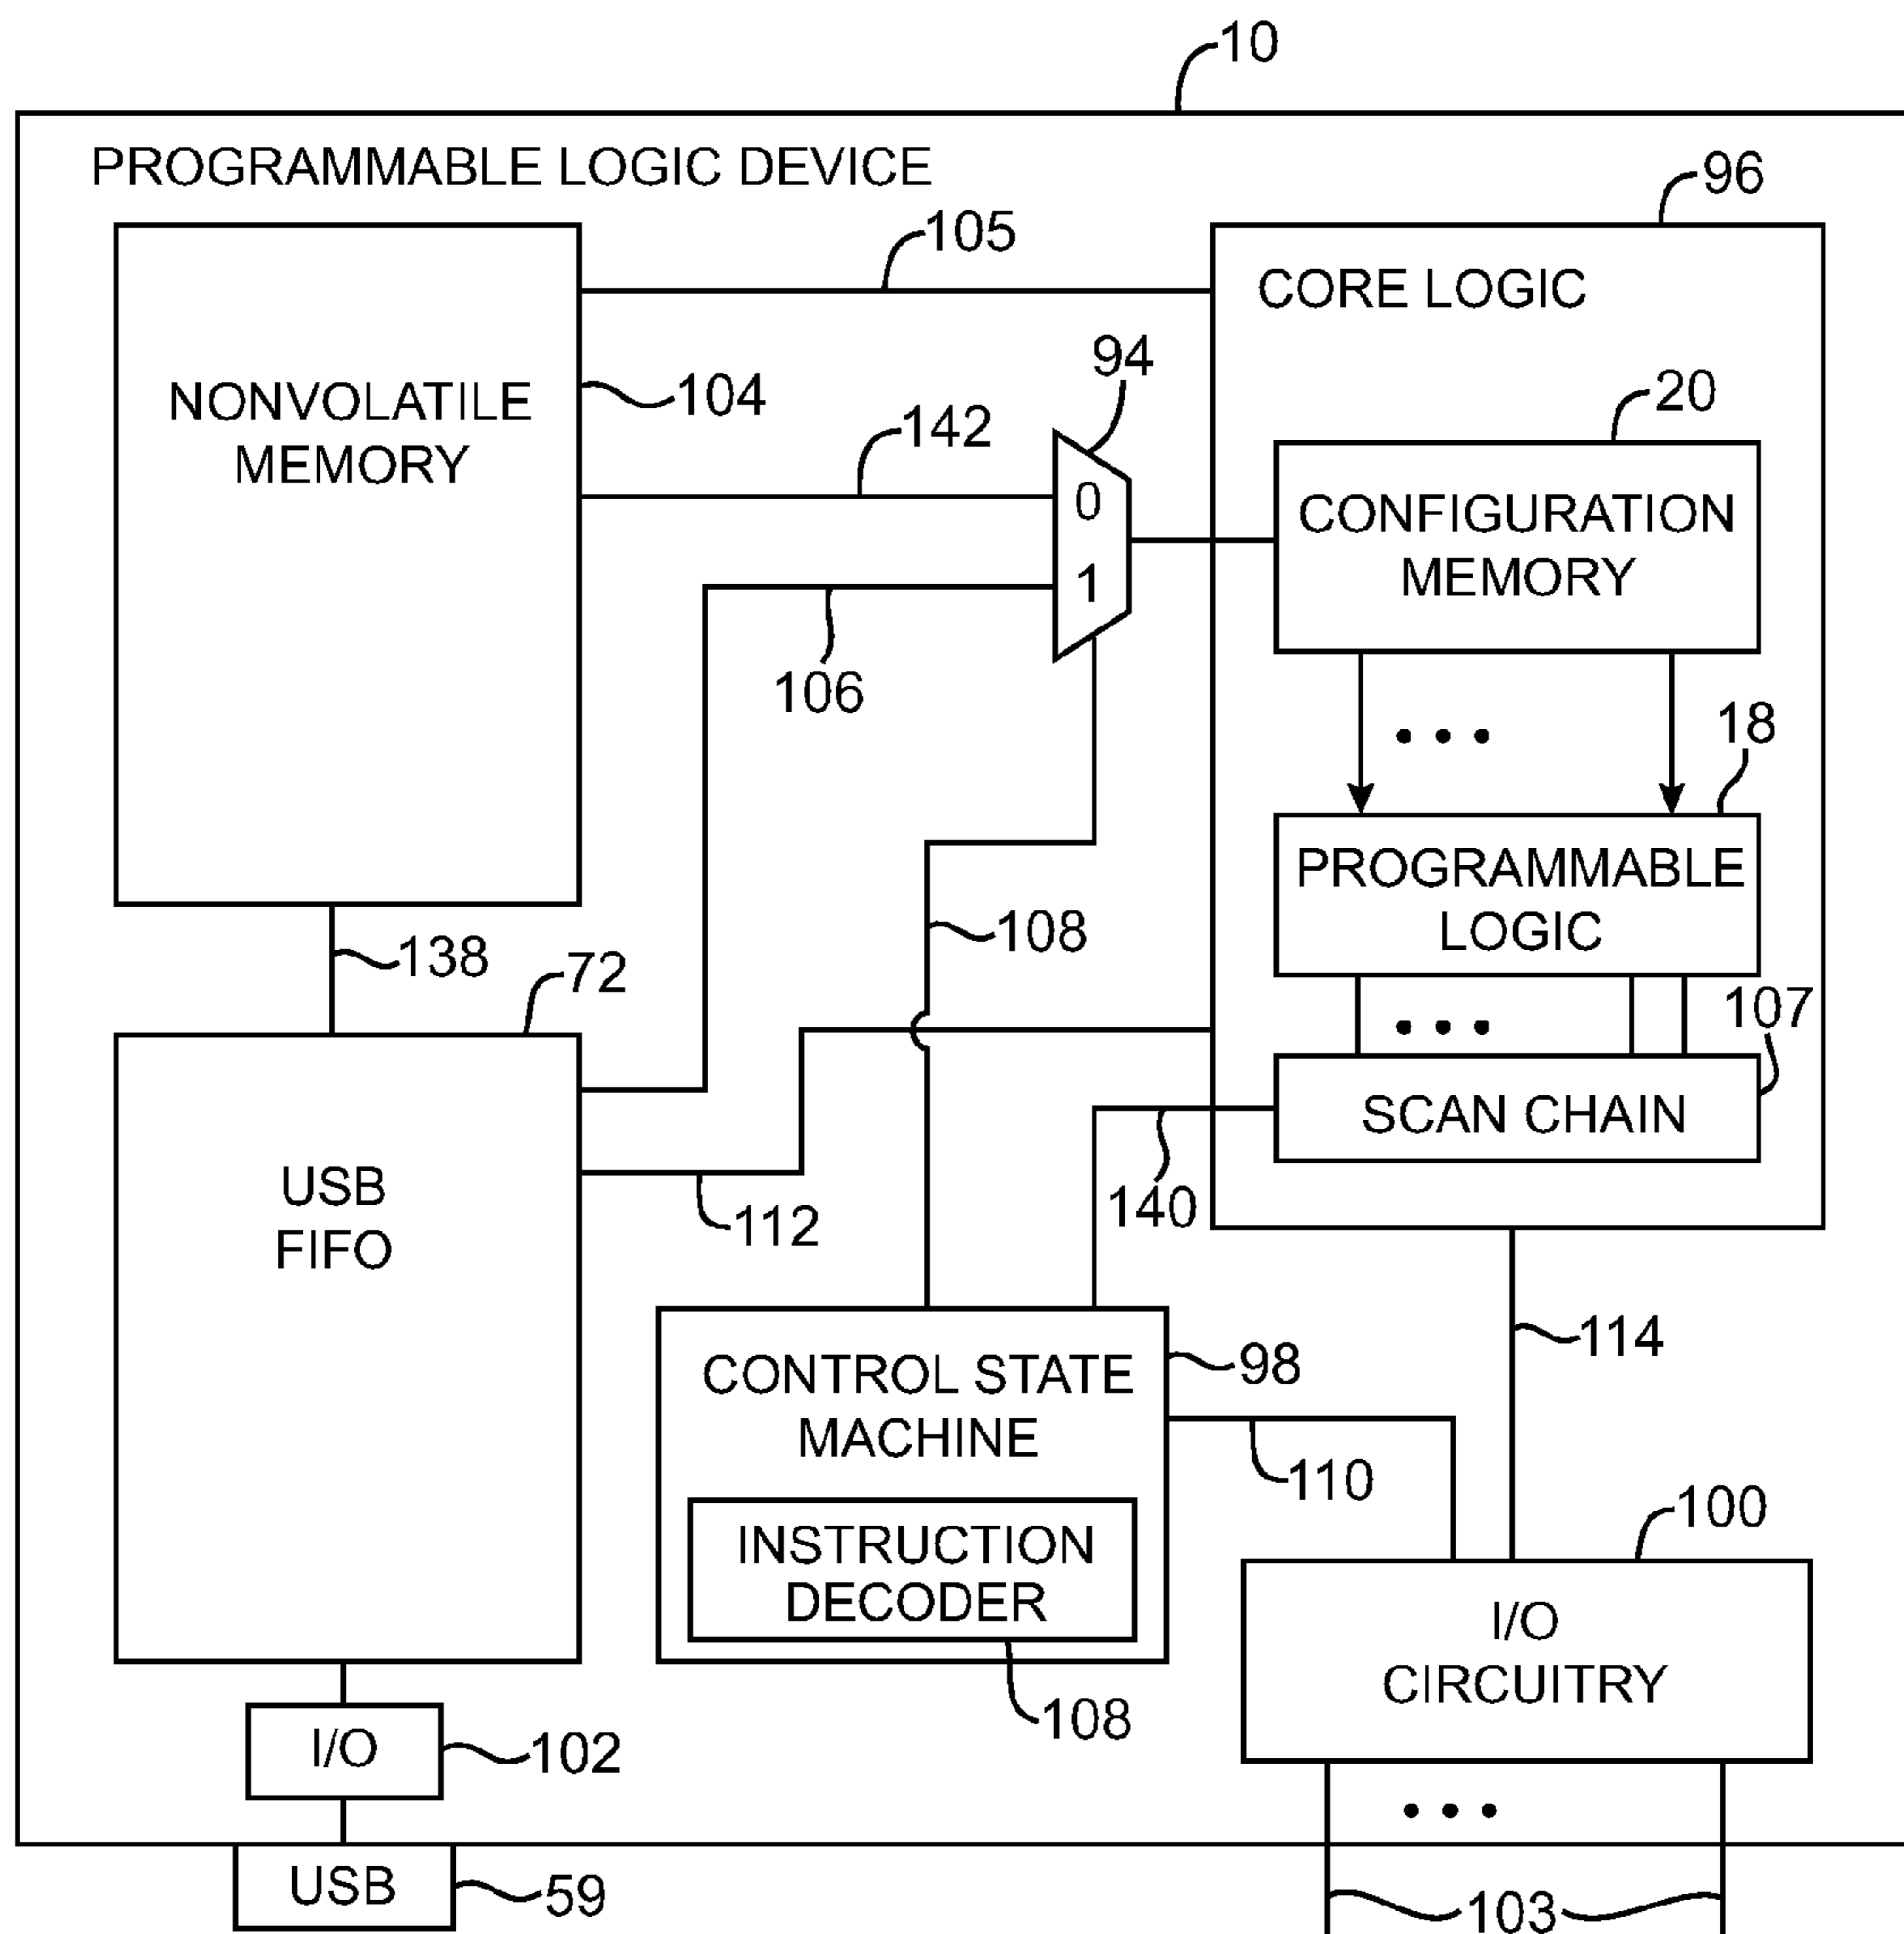 10
PROGRAMMABLE LOGIC DEVICE
96
105
CORE LOGIC
NONVOLATILE
MEMORY
104
94
20
142
0
CONFIGURATION
MEMORY
1
106
18
PROGRAMMABLE
LOGIC
108
138
72
107
SCAN CHAIN
USB
FIFO
112
140
114
CONTROL STATE
MACHINE
98
110
100
INSTRUCTION
DECODER
I/O
CIRCUITRY
108
I/O
102
USB
59
103